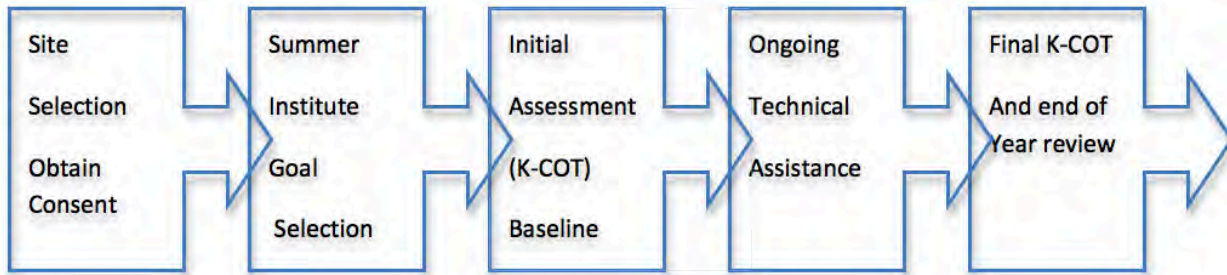 Site
Selection
Obtain
Consent
Summer
Institute
Goal
Selection
Initial
Assessment
(K-COT)
Baseline
Ongoing
Technical
Assistance
Final K-COT
And end of
Year review